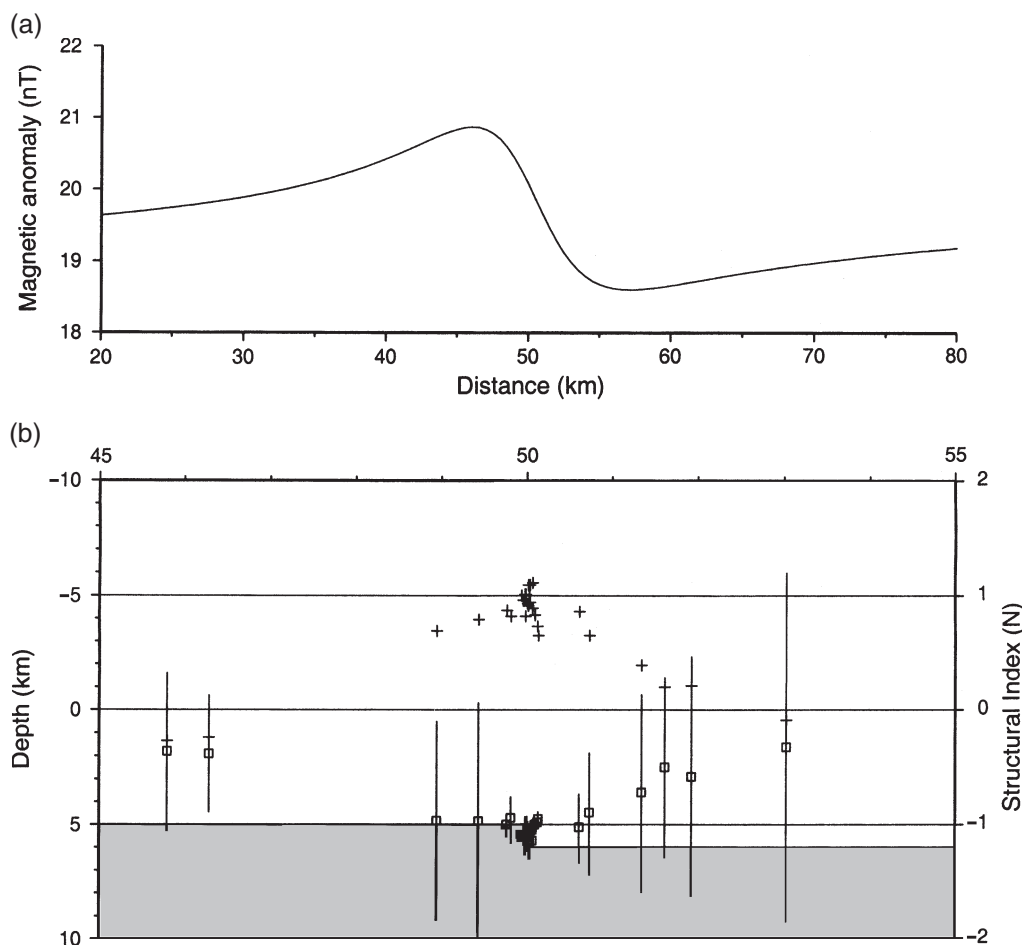 (a)
22
21
20
19
18
Magnetic anomaly (nT)
20 30 40 50 60 70 80
Distance (km)
(b)
45 50 55
−10
−5
0
5
10
Depth (km)
2
1
0
−1
−2
Structural Index (N)